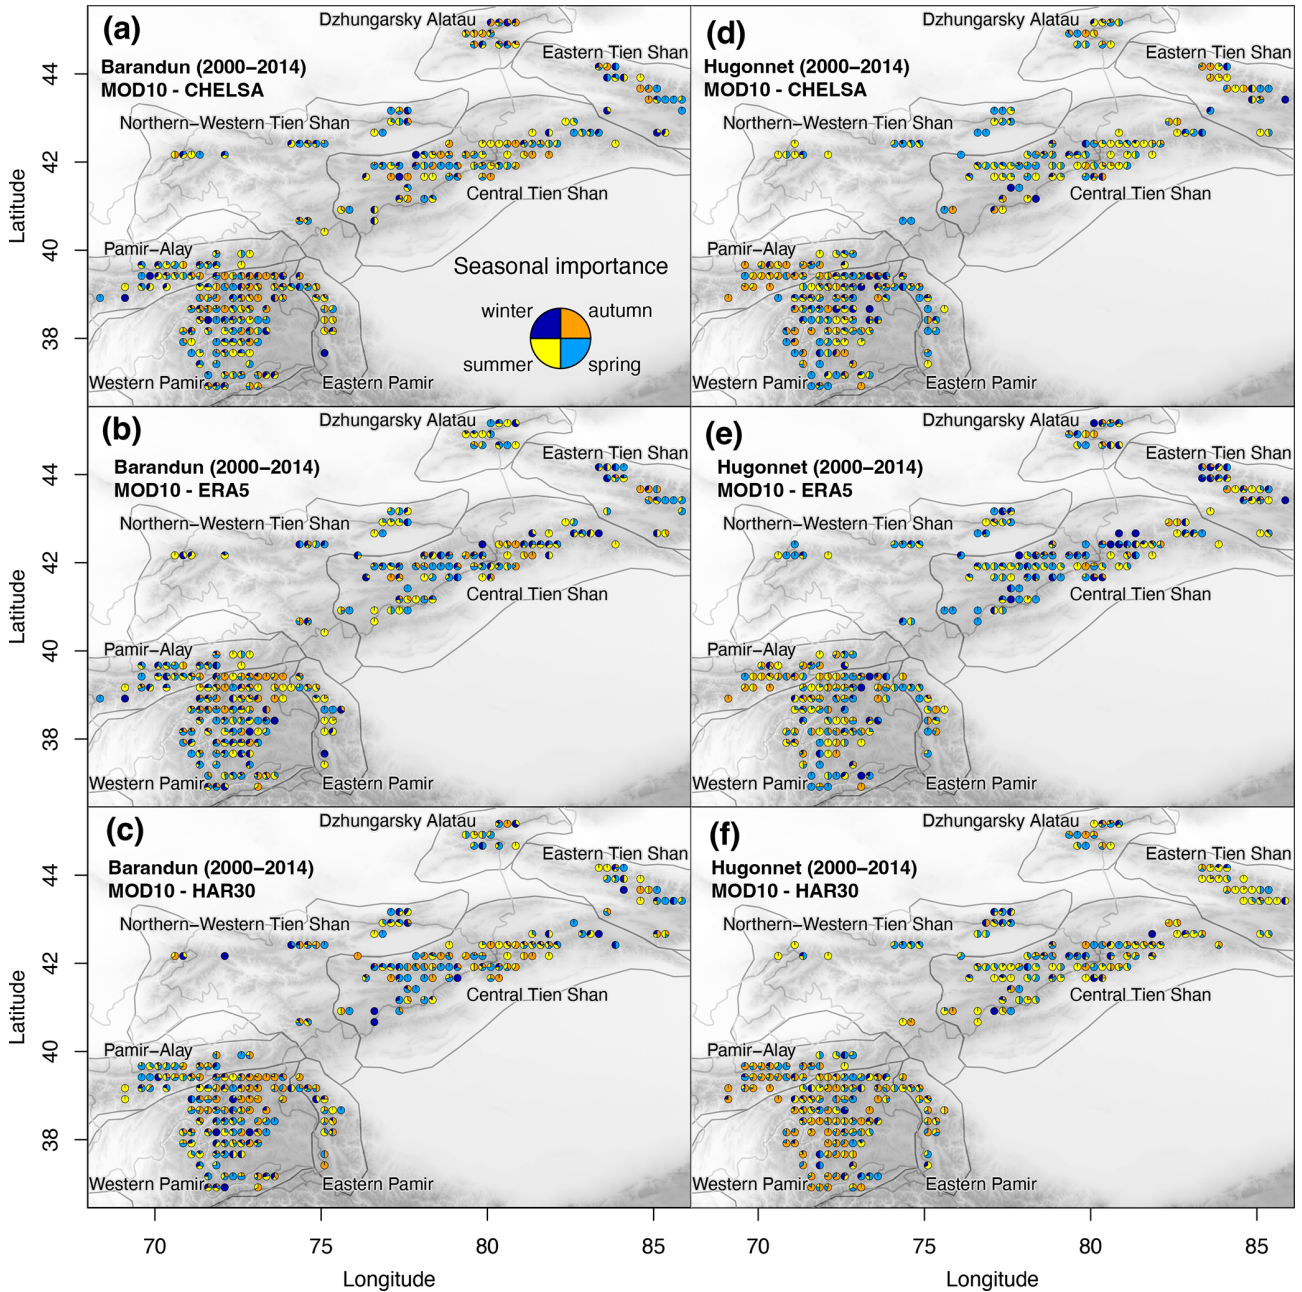 (a)
Barandun (2000–2014)
MOD10 - CHELSA
Dzhungarsky Alatau
Eastern Tien Shan
Northern–Western Tien Shan
Central Tien Shan
Pamir–Alay
Western Pamir
Eastern Pamir
Seasonal importance
winter
autumn
summer
spring
(d)
Hugonnet (2000–2014)
MOD10 - CHELSA
Dzhungarsky Alatau
Eastern Tien Shan
Northern–Western Tien Shan
Central Tien Shan
Pamir–Alay
Western Pamir
Eastern Pamir
Latitude
44
42
40
38
(b)
Barandun (2000–2014)
MOD10 - ERA5
Dzhungarsky Alatau
Eastern Tien Shan
Northern–Western Tien Shan
Central Tien Shan
Pamir–Alay
Western Pamir
Eastern Pamir
(e)
Hugonnet (2000–2014)
MOD10 - ERA5
Dzhungarsky Alatau
Eastern Tien Shan
Northern–Western Tien Shan
Central Tien Shan
Pamir–Alay
Western Pamir
Eastern Pamir
Latitude
44
42
40
38
(c)
Barandun (2000–2014)
MOD10 - HAR30
Dzhungarsky Alatau
Eastern Tien Shan
Northern–Western Tien Shan
Central Tien Shan
Pamir–Alay
Western Pamir
Eastern Pamir
(f)
Hugonnet (2000–2014)
MOD10 - HAR30
Dzhungarsky Alatau
Eastern Tien Shan
Northern–Western Tien Shan
Central Tien Shan
Pamir–Alay
Western Pamir
Eastern Pamir
Latitude
44
42
40
38
70
75
80
85
70
75
80
85
Longitude
Longitude